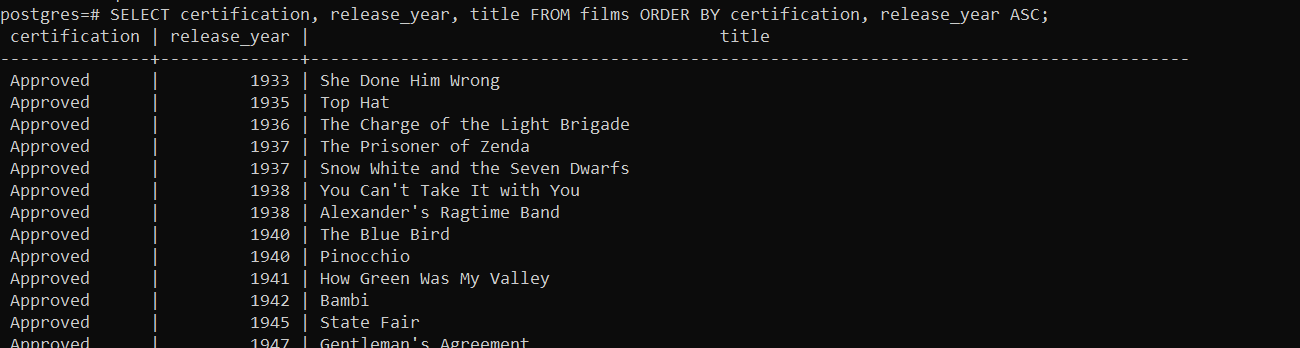 postgres=# SELECT certification, release_year, title FROM films ORDER BY certification, release_year ASC;
 certification | release_year |                                         title
---------------+--------------+----------------------------------------------------------------------------------------
 Approved      |         1933 | She Done Him Wrong
 Approved      |         1935 | Top Hat
 Approved      |         1936 | The Charge of the Light Brigade
 Approved      |         1937 | The Prisoner of Zenda
 Approved      |         1937 | Snow White and the Seven Dwarfs
 Approved      |         1938 | You Can't Take It with You
 Approved      |         1938 | Alexander's Ragtime Band
 Approved      |         1940 | The Blue Bird
 Approved      |         1940 | Pinocchio
 Approved      |         1941 | How Green Was My Valley
 Approved      |         1942 | Bambi
 Approved      |         1945 | State Fair
 Approved      |         1947 | Gentleman's Agreement